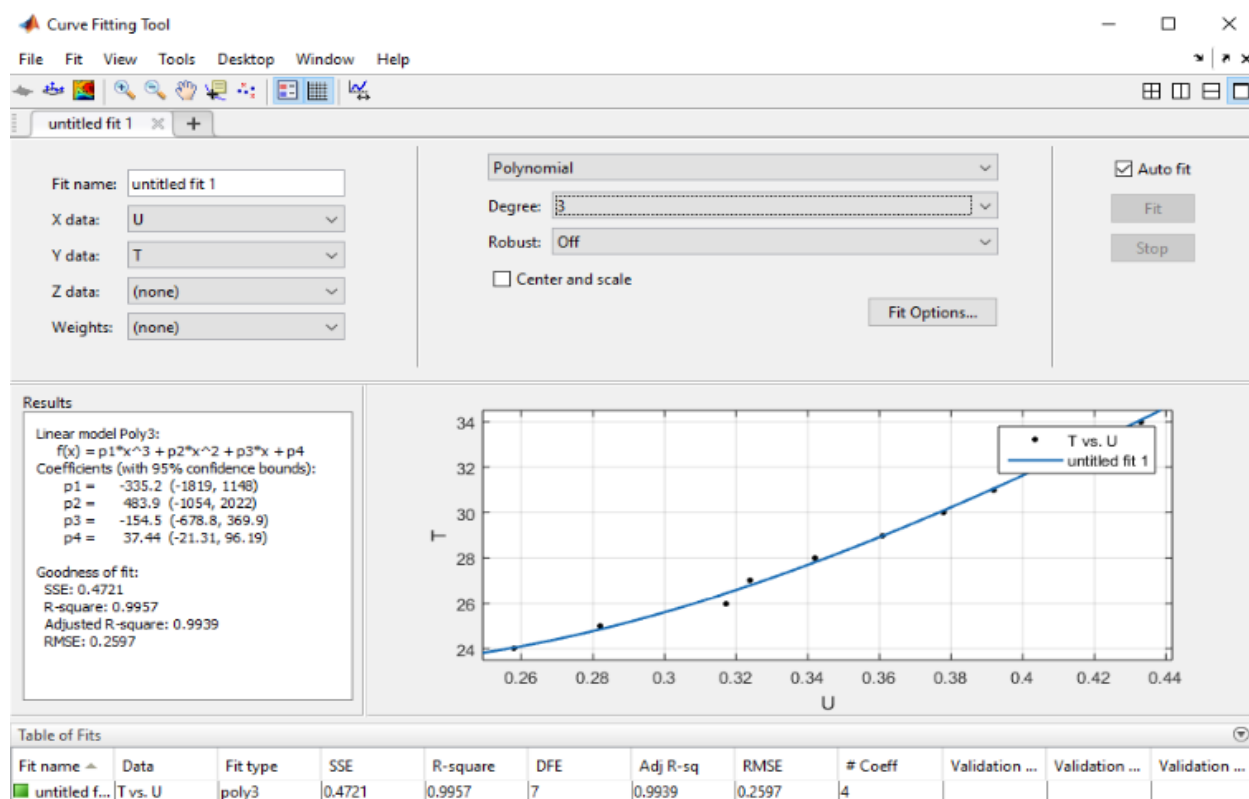 Curve Fitting Tool
File Fit View Tools Desktop Window Help
untitled fit 1
Fit name: untitled fit 1
X data: U
Y data: T
Z data: (none)
Weights: (none)
Polynomial
Degree: 3
Robust: Off
Center and scale
Fit Options...
Auto fit
Fit
Stop
Results
Linear model Poly3:
f(x) = p1*x^3 + p2*x^2 + p3*x + p4
Coefficients (with 95% confidence bounds):
p1 = -335.2 (-1819, 1148)
p2 = 483.9 (-1054, 2022)
p3 = -154.5 (-678.8, 369.9)
p4 = 37.44 (-21.31, 96.19)
Goodness of fit:
SSE: 0.4721
R-square: 0.9957
Adjusted R-square: 0.9939
RMSE: 0.2597
34
32
30
28
26
24
T
T vs. U
untitled fit 1
0.26 0.28 0.3 0.32 0.34 0.36 0.38 0.4 0.42 0.44
U
Table of Fits
Fit name Data Fit type SSE R-square DFE Adj R-sq RMSE # Coeff Validation ... Validation ... Validation ...
untitled f... T vs. U poly3 0.4721 0.9957 7 0.9939 0.2597 4